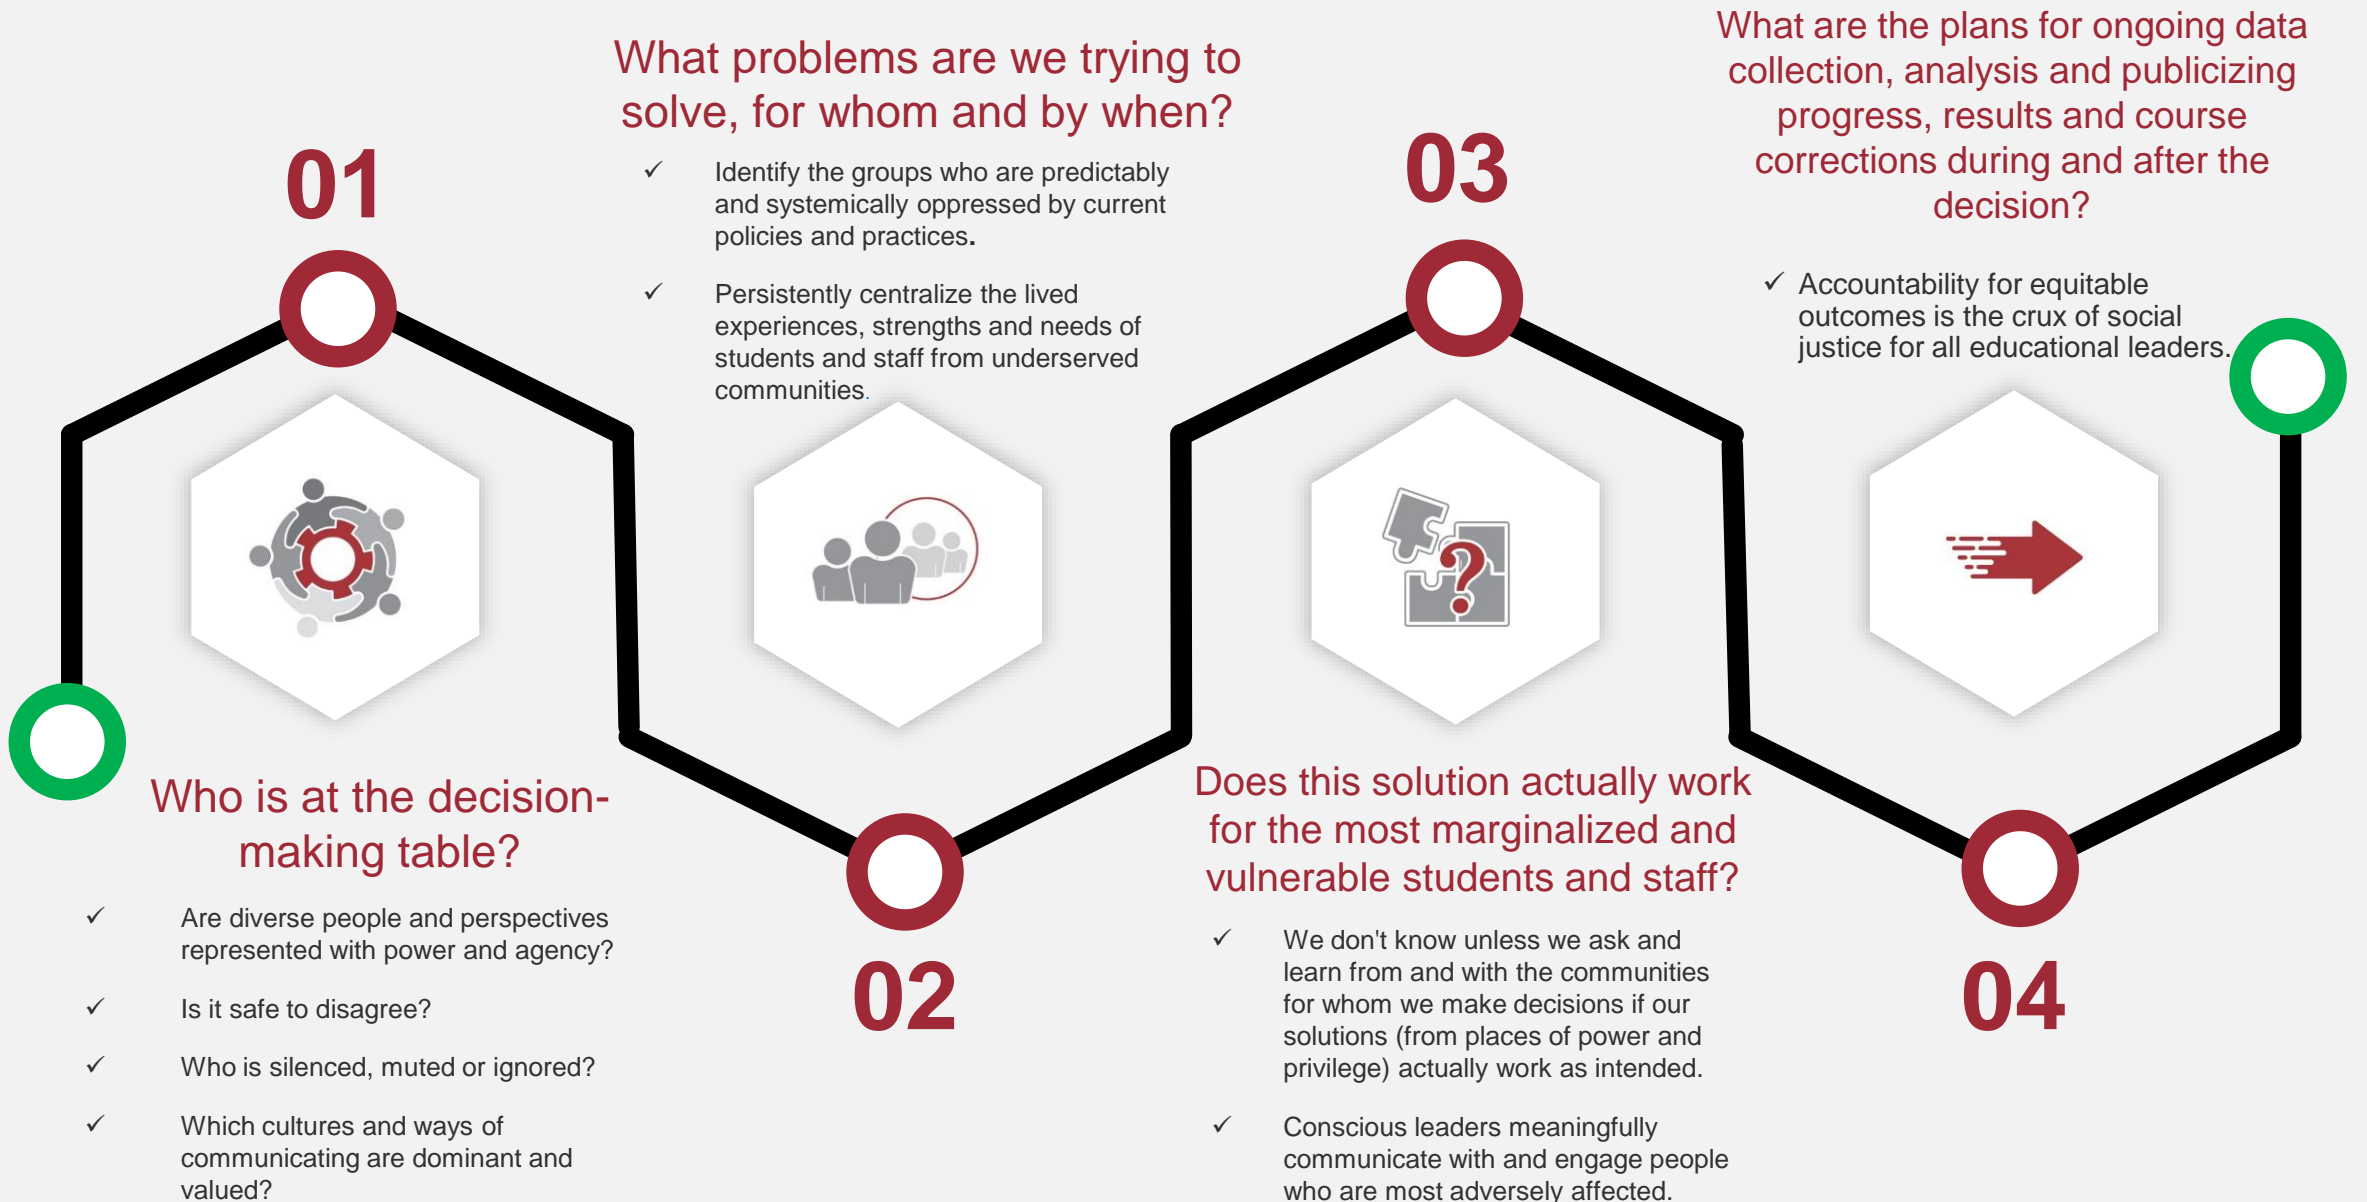 01
Who is at the decision-
making table?
✓ Are diverse people and perspectives
represented with power and agency?
✓ Is it safe to disagree?
✓ Who is silenced, muted or ignored?
✓ Which cultures and ways of
communicating are dominant and
valued?
What problems are we trying to
solve, for whom and by when?
✓ Identify the groups who are predictably
and systemically oppressed by current
policies and practices.
✓ Persistently centralize the lived
experiences, strengths and needs of
students and staff from underserved
communities.
02
03
?
Does this solution actually work
for the most marginalized and
vulnerable students and staff?
✓ We don't know unless we ask and
learn from and with the communities
for whom we make decisions if our
solutions (from places of power and
privilege) actually work as intended.
✓ Conscious leaders meaningfully
communicate with and engage people
who are most adversely affected.
What are the plans for ongoing data
collection, analysis and publicizing
progress, results and course
corrections during and after the
decision?
✓ Accountability for equitable
outcomes is the crux of social
justice for all educational leaders.
04